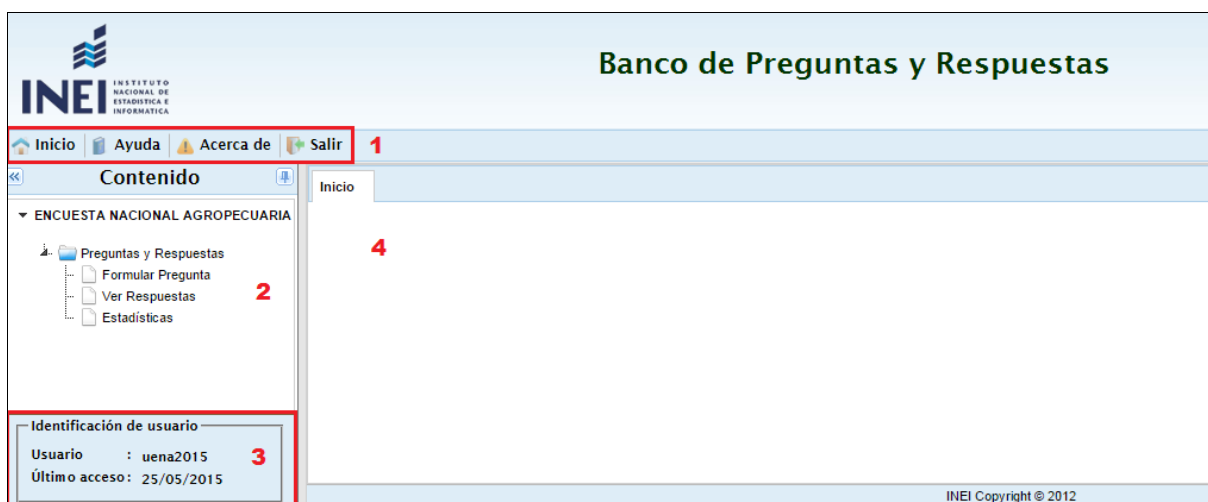 Banco de Preguntas y Respuestas
INEI
INSTITUTO
NACIONAL DE
ESTADISTICA E
INFORMATICA
Inicio Ayuda Acerca de Salir 1
Contenido
Inicio
ENCUESTA NACIONAL AGROPECUARIA
Preguntas y Respuestas
4
Formular Pregunta
Ver Respuestas
2
Estadísticas
Identificación de usuario
Usuario : uena2015
3
Último acceso: 25/05/2015
INEI Copyright © 2012